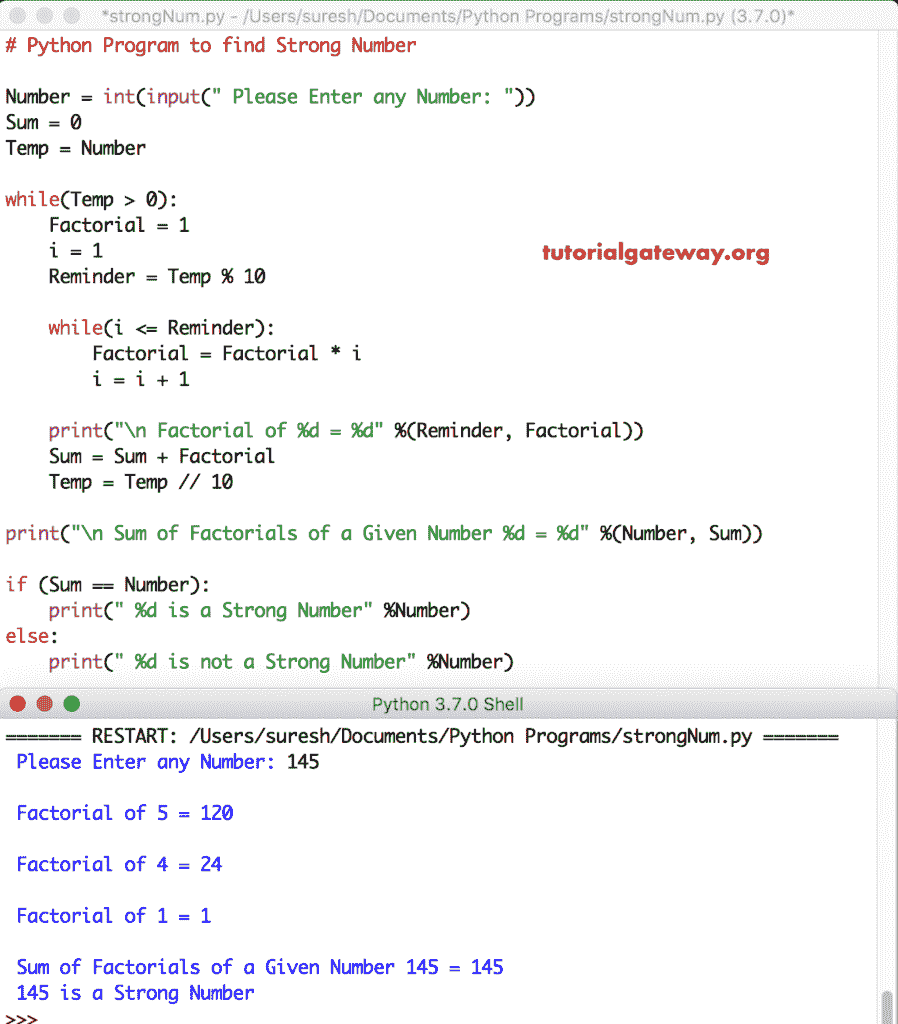 *strongNum.py - /Users/suresh/Documents/Python Programs/strongNum.py (3.7.0)*
# Python Program to find Strong Number
Number = int(input(" Please Enter any Number: "))
Sum = 0
Temp = Number
while(Temp > 0):
    Factorial = 1
    i = 1
tutorialgateway.org
    Reminder = Temp % 10
    while(i <= Reminder):
        Factorial = Factorial * i
        i = i + 1
    print("\n Factorial of %d = %d" %(Reminder, Factorial))
    Sum = Sum + Factorial
    Temp = Temp // 10
print("\n Sum of Factorials of a Given Number %d = %d" %(Number, Sum))
if (Sum == Number):
    print(" %d is a Strong Number" %Number)
else:
    print(" %d is not a Strong Number" %Number)
Python 3.7.0 Shell
======= RESTART: /Users/suresh/Documents/Python Programs/strongNum.py =======
 Please Enter any Number: 145
 Factorial of 5 = 120
 Factorial of 4 = 24
 Factorial of 1 = 1
 Sum of Factorials of a Given Number 145 = 145
 145 is a Strong Number
>>>